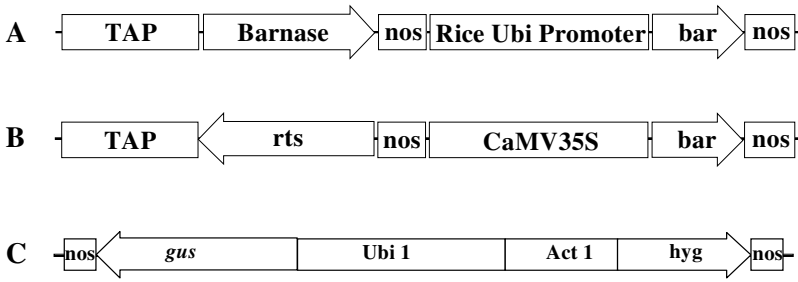 A TAP Barnase nos Rice Ubi Promoter bar nos
B TAP rts nos CaMV35S bar nos
C nos gus Ubi 1 Act 1 hyg nos